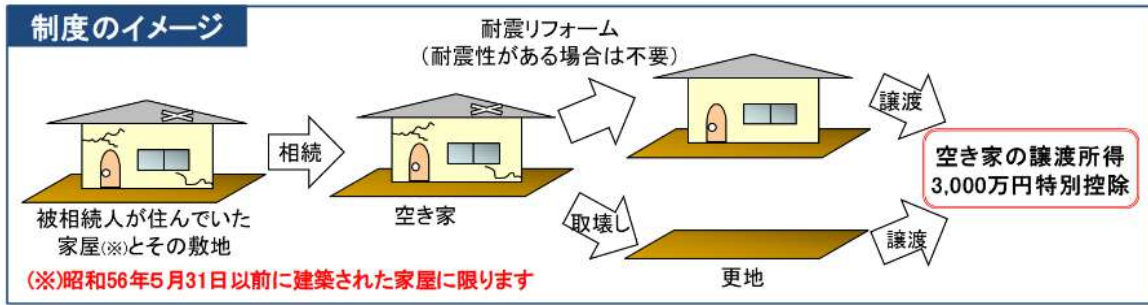 制度のイメージ
耐震リフォーム
(耐震性がある場合は不要)
相続
譲渡
空き家の譲渡所得
3,000万円特別控除
被相続人が住んでいた
家屋(※)とその敷地
空き家
取壊し
譲渡
更地
(※)昭和56年5月31日以前に建築された家屋に限ります